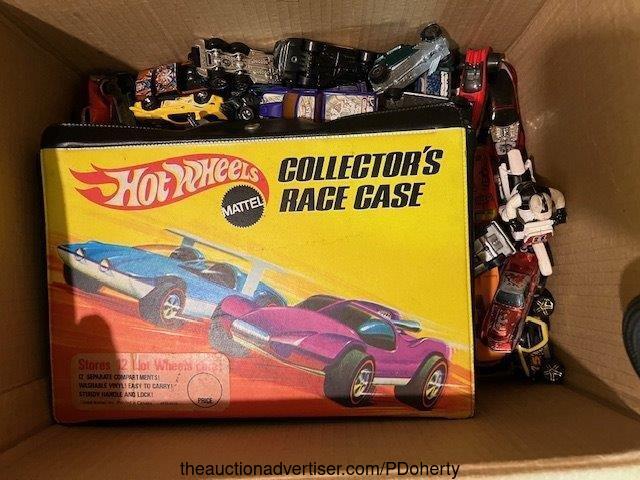 HOT WHEELS
MATTEL
COLLECTOR'S
RACE CASE
Stores 12 Hot Wheels cars!
12 SEPARATE COMPARTMENTS!
WASHABLE VINYL! EASY TO CARRY!
STURDY HANDLE AND LOCK!
PRICE
theauctionadvertiser.com/PDoherty